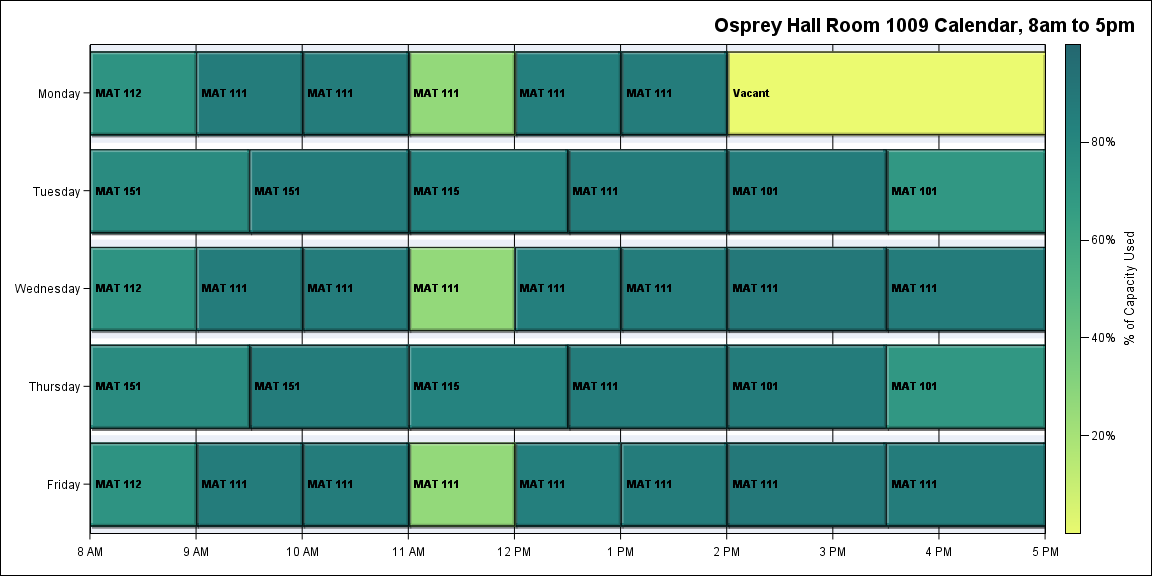 Osprey Hall Room 1009 Calendar, 8am to 5pm
Monday
MAT 112
MAT 111
MAT 111
MAT 111
MAT 111
MAT 111
Vacant
Tuesday
MAT 151
MAT 151
MAT 115
MAT 111
MAT 101
MAT 101
Wednesday
MAT 112
MAT 111
MAT 111
MAT 111
MAT 111
MAT 111
MAT 111
MAT 111
Thursday
MAT 151
MAT 151
MAT 115
MAT 111
MAT 101
MAT 101
Friday
MAT 112
MAT 111
MAT 111
MAT 111
MAT 111
MAT 111
MAT 111
MAT 111
8 AM
9 AM
10 AM
11 AM
12 PM
1 PM
2 PM
3 PM
4 PM
5 PM
80%
60%
40%
20%
% of Capacity Used